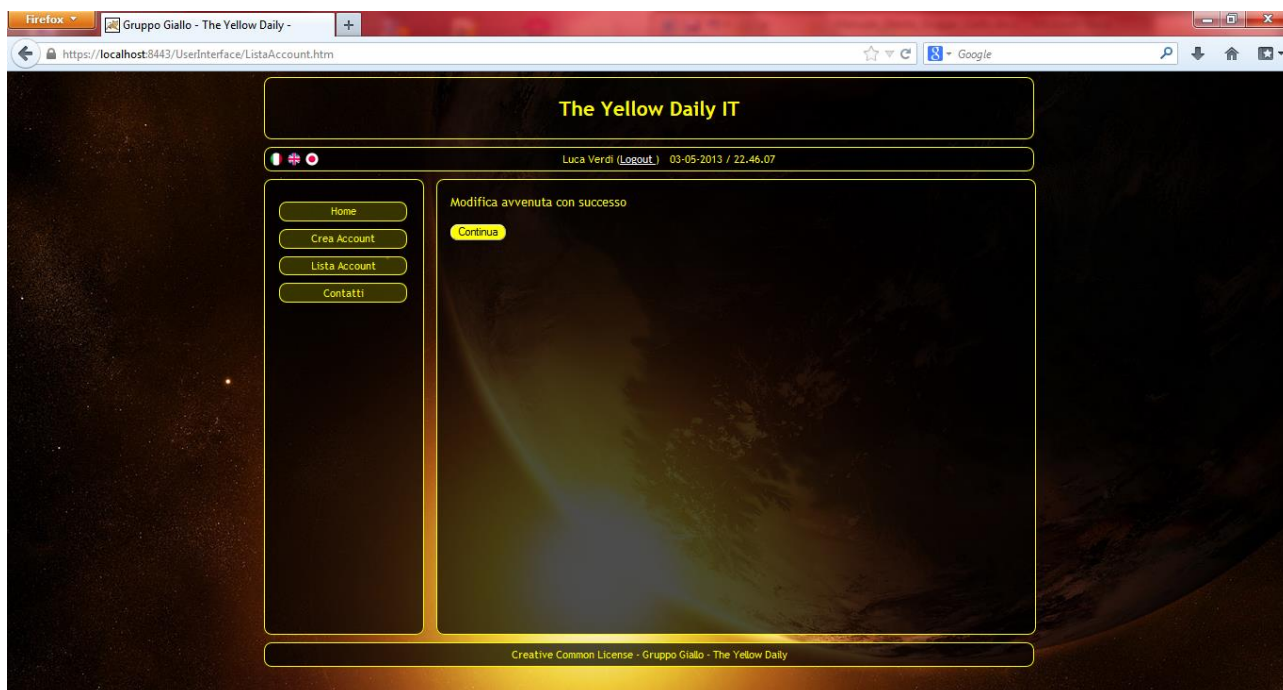 Firefox
Gruppo Giallo - The Yellow Daily -
https://localhost:8443/UserInterface/ListaAccount.htm
Google
The Yellow Daily IT
Luca Verdi (Logout ) 03-05-2013 / 22.46.07
Home
Crea Account
Lista Account
Contatti
Modifica avvenuta con successo
Continua
Creative Common License - Gruppo Giallo - The Yellow Daily